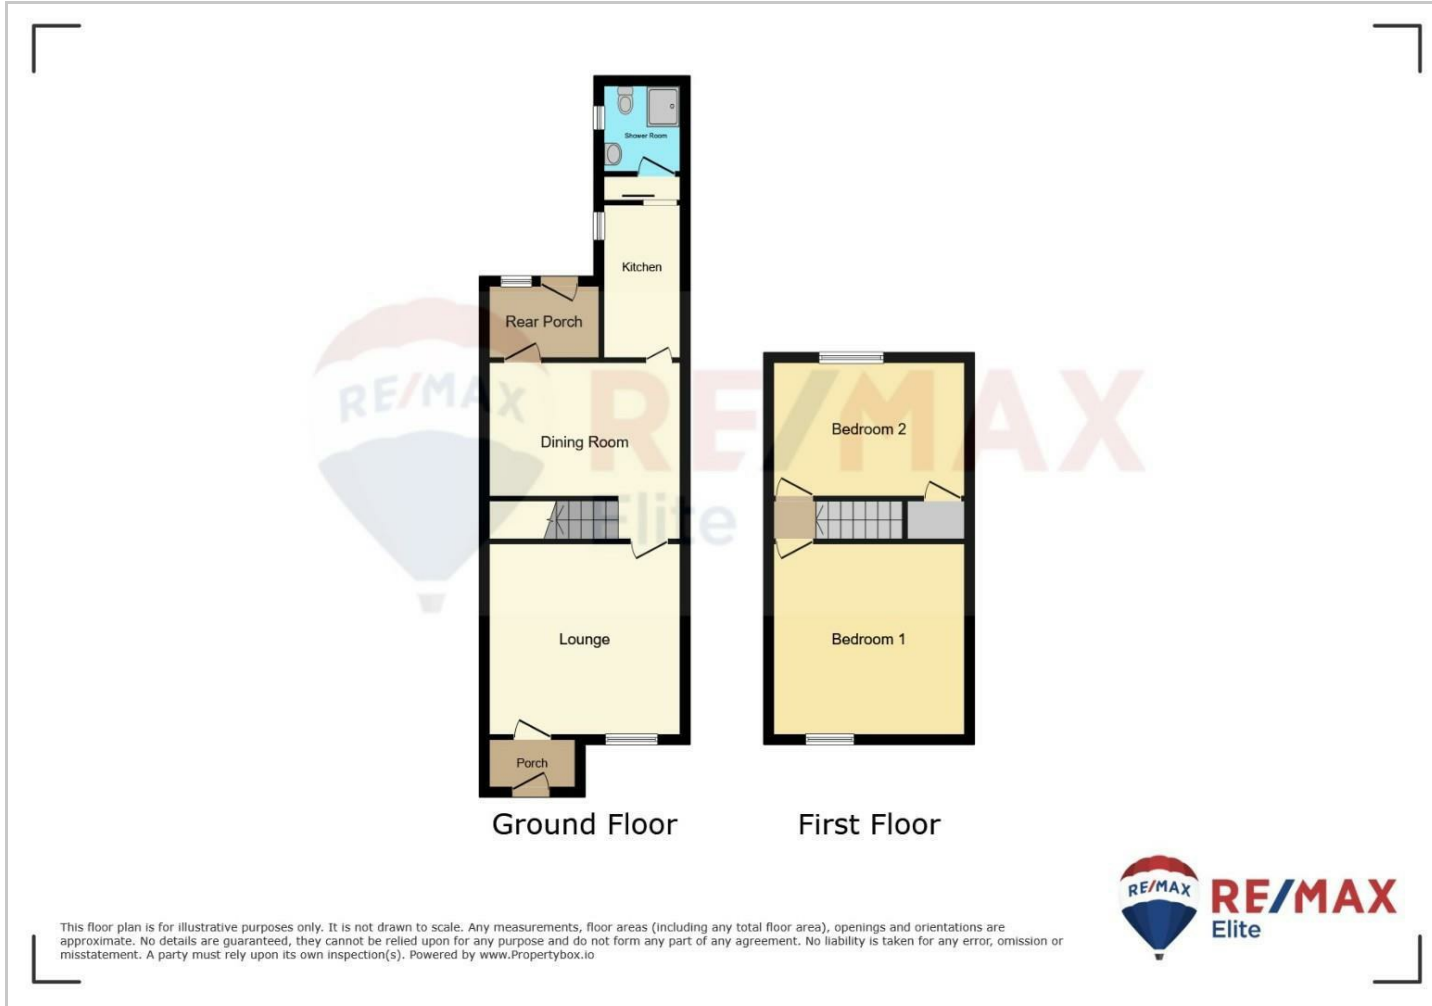 Shower Room
Kitchen
Rear Porch
RE/MAX
RE/MAX
Dining Room
Bedroom 2
Elite
Lounge
Bedroom 1
Porch
Ground Floor
First Floor
RE/MAX
RE/MAX
Elite
This floor plan is for illustrative purposes only. It is not drawn to scale. Any measurements, floor areas (including any total floor area), openings and orientations are
approximate. No details are guaranteed, they cannot be relied upon for any purpose and do not form any part of any agreement. No liability is taken for any error, omission or
misstatement. A party must rely upon its own inspection(s). Powered by www.Propertybox.io